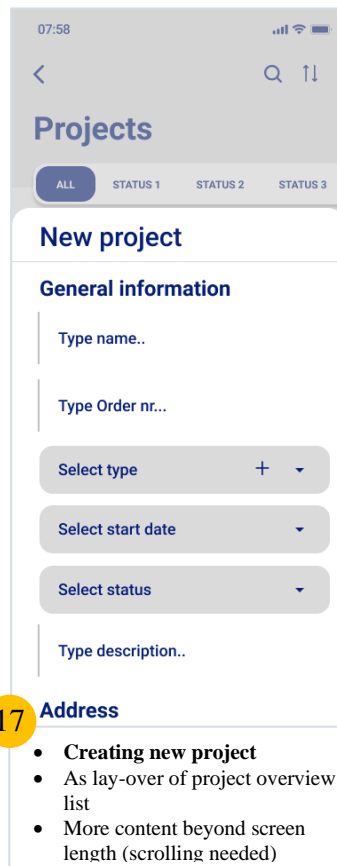 07:58
Projects
ALL STATUS 1 STATUS 2 STATUS 3
New project
General information
Type name..
Type Order nr...
Select type +
Select start date
Select status
Type description..
17 Address
• Creating new project
• As lay-over of project overview
list
• More content beyond screen
length (scrolling needed)